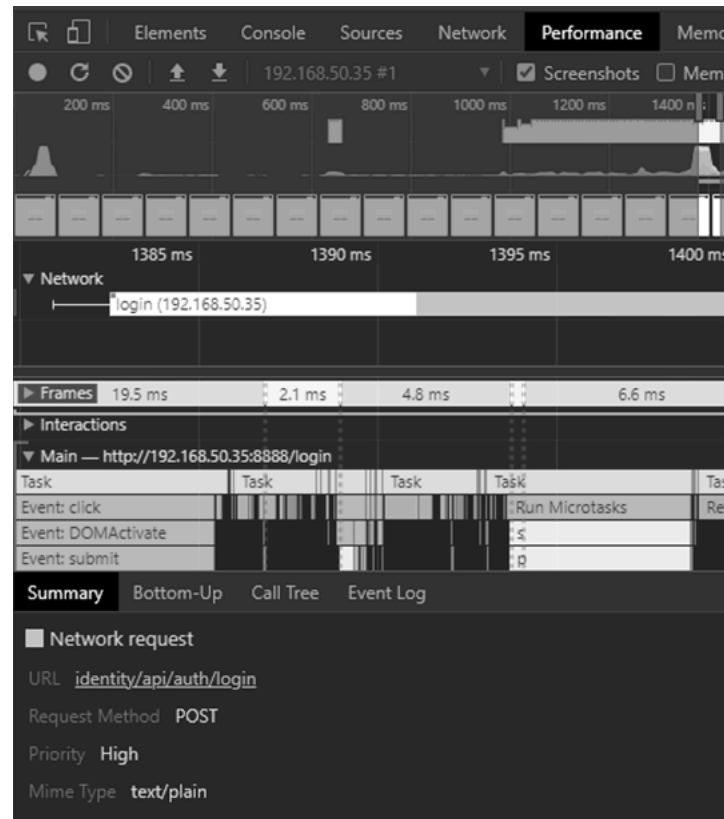 Elements Console Sources Network Performance Memo
192.168.50.35 #1 Screenshots Mem
200 ms 400 ms 600 ms 800 ms 1000 ms 1200 ms 1400
1385 ms 1390 ms 1395 ms 1400 ms
Network
login (192.168.50.35)
Frames 19.5 ms 2.1 ms 4.8 ms 6.6 ms
Interactions
Main — http://192.168.50.35:8888/login
Task Task Task Task Tas
Event: click Run Microtasks Re
Event: DOMActivate s
Event: submit p
Summary Bottom-Up Call Tree Event Log
Network request
URL identity/api/auth/login
Request Method POST
Priority High
Mime Type text/plain